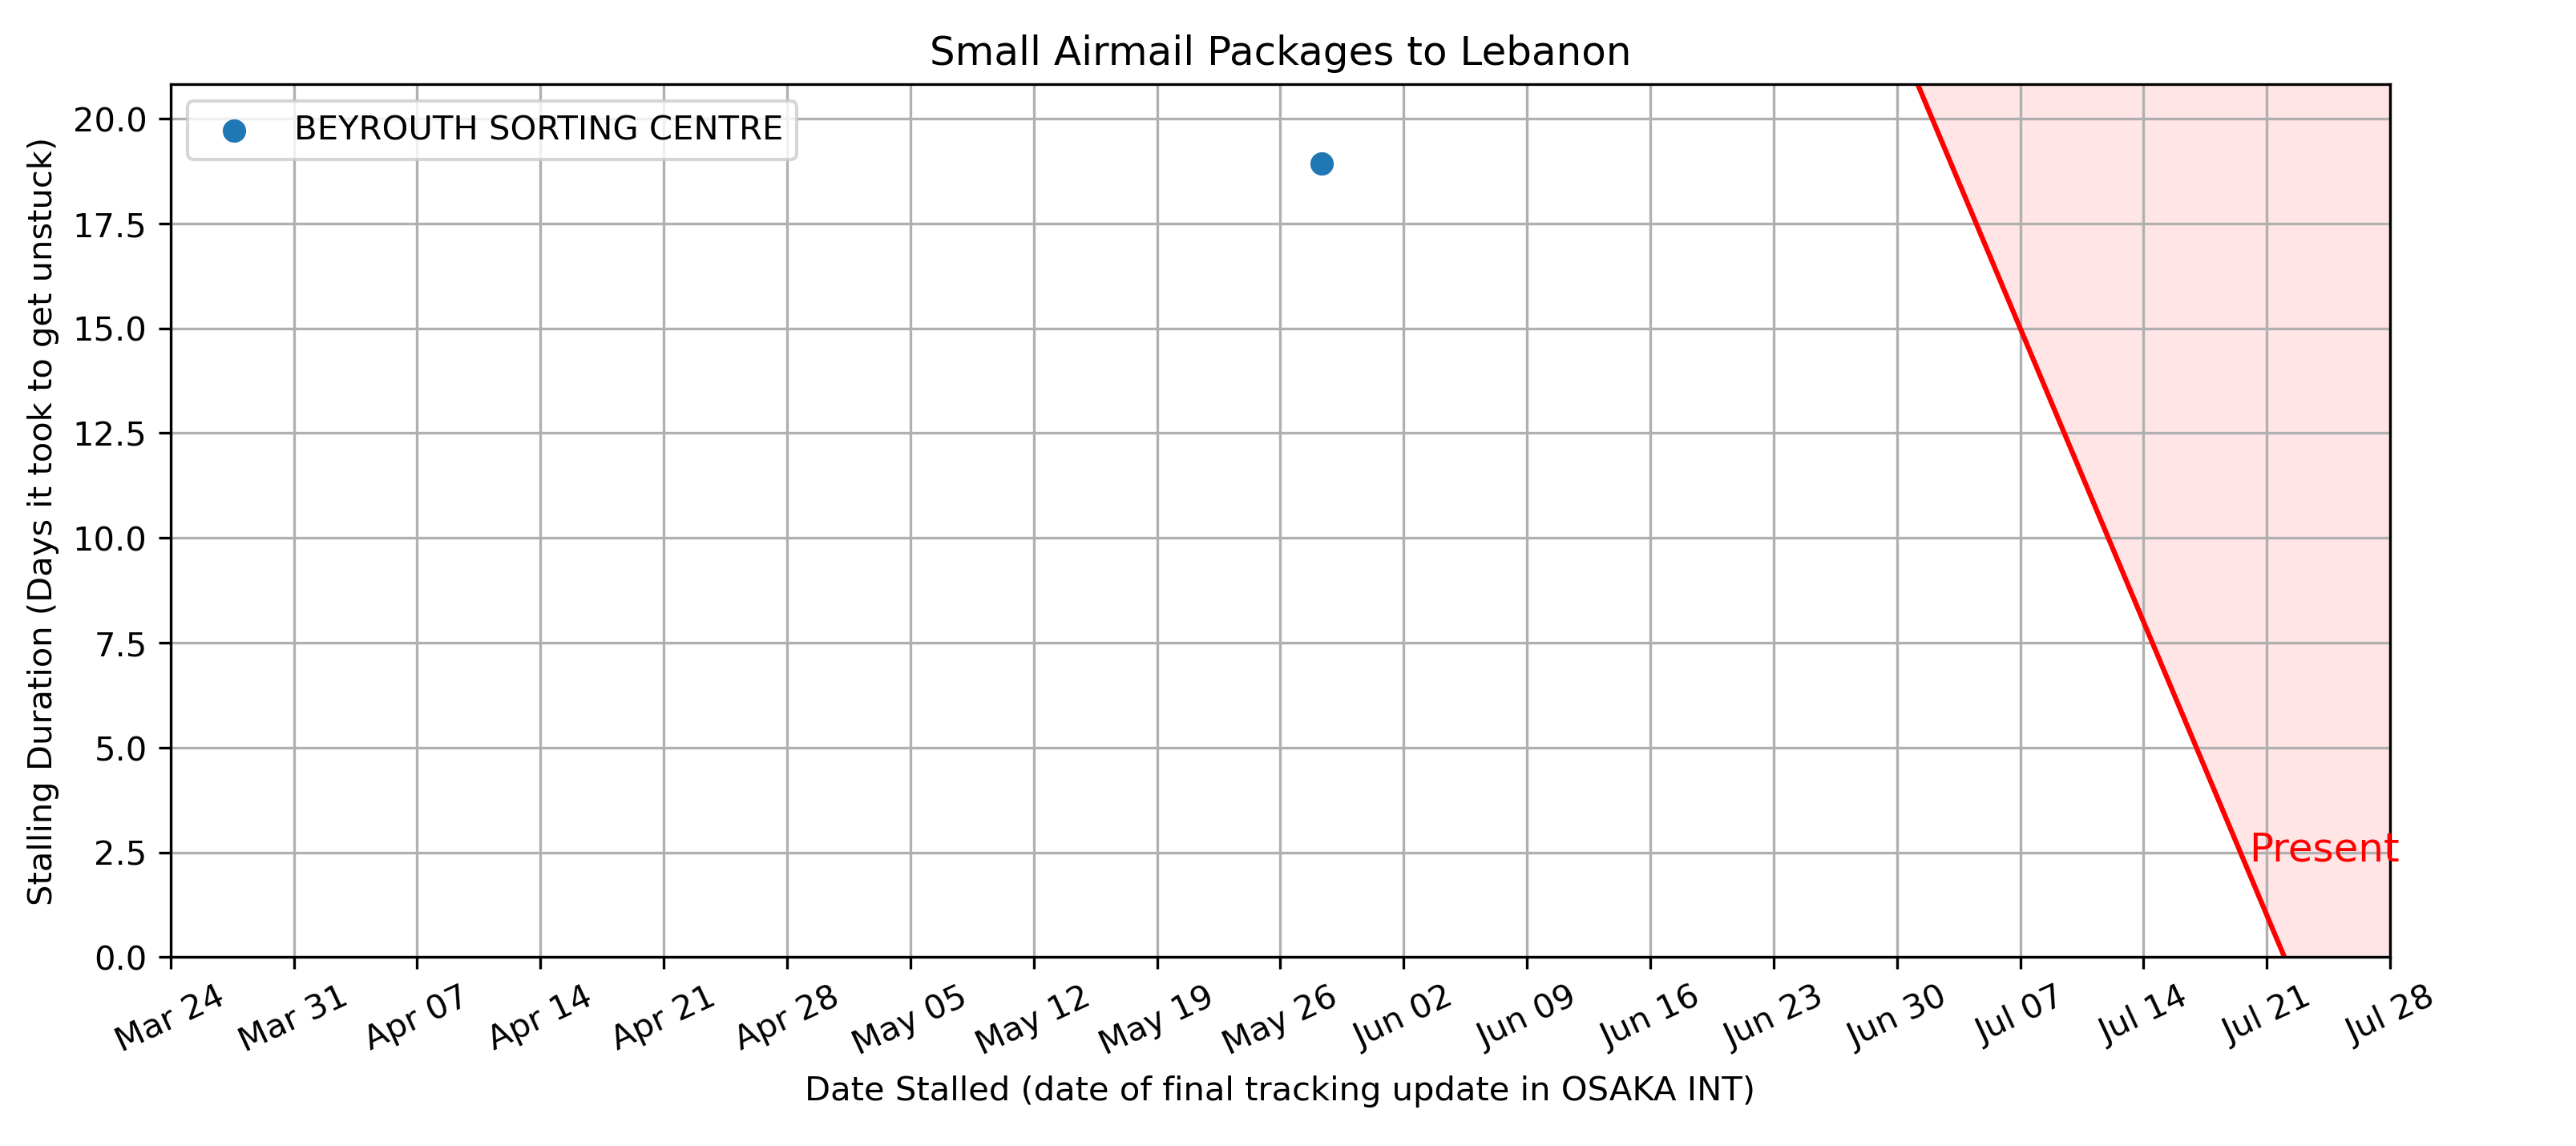 Small Airmail Packages to Lebanon
BEYROUTH SORTING CENTRE
Stalling Duration (Days it took to get unstuck)
20.0
17.5
15.0
12.5
10.0
7.5
5.0
2.5
0.0
Present
Mar 24
Mar 31
Apr 07
Apr 14
Apr 21
Apr 28
May 05
May 12
May 19
May 26
Jun 02
Jun 09
Jun 16
Jun 23
Jun 30
Jul 07
Jul 14
Jul 21
Jul 28
Date Stalled (date of final tracking update in OSAKA INT)